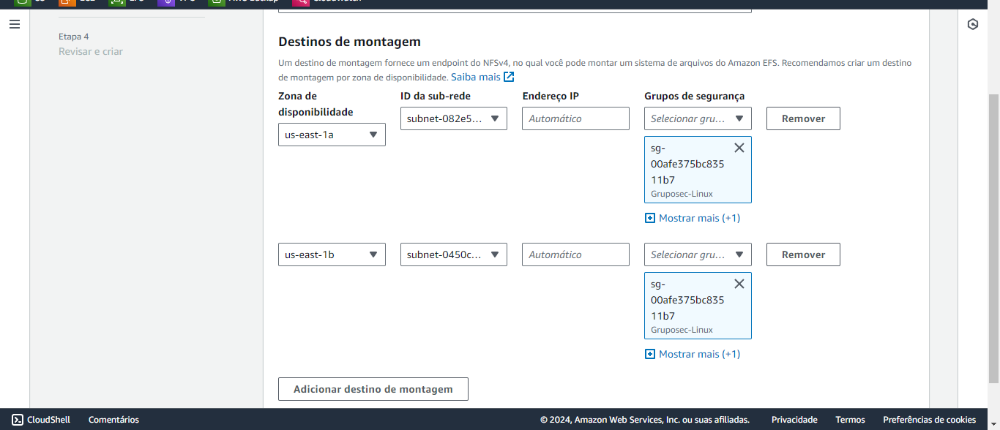 Etapa 4
Revisar e criar
Destinos de montagem
Um destino de montagem fornece um endpoint do NFSv4, no qual você pode montar um sistema de arquivos do Amazon EFS. Recomendamos criar um destino
de montagem por zona de disponibilidade. Saiba mais
Zona de
disponibilidade
ID da sub-rede
Endereço IP
Grupos de segurança
us-east-1a
subnet-082e5...
Automático
Selecionar gru...
Remover
sg-
00afe375bc835
11b7
Gruposec-Linux
Mostrar mais (+1)
us-east-1b
subnet-0450c...
Automático
Selecionar gru...
Remover
sg-
00afe375bc835
11b7
Gruposec-Linux
Mostrar mais (+1)
Adicionar destino de montagem
CloudShell
Comentários
© 2024, Amazon Web Services, Inc. ou suas afiliadas.
Privacidade
Termos
Preferências de cookies